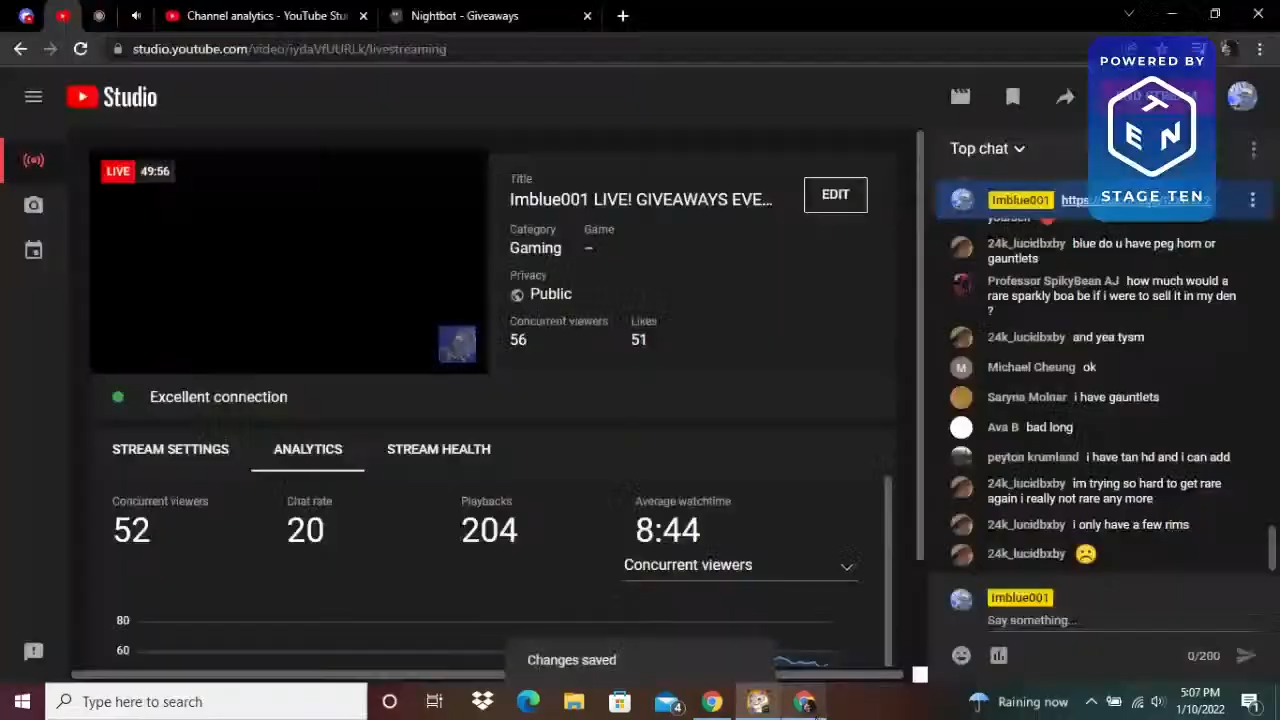 Channel analytics - YouTube Stu
Nightbot - Giveaways
studio.youtube.com/video/iydaVfUURLk/livestreaming
POWERED BY
TEN
STAGE TEN
Studio
LIVE 49:56
Title
Imblue001 LIVE! GIVEAWAYS EVE...
EDIT
Category Game
Gaming –
Privacy
Public
Concurrent viewers Likes
56 51
Excellent connection
STREAM SETTINGS ANALYTICS STREAM HEALTH
Concurrent viewers Chat rate Playbacks Average watchtime
52 20 204 8:44
Concurrent viewers
80
60
Changes saved
Top chat
Imblue001 https:
yourself
24k_lucidbxby blue do u have peg horn or
gauntlets
Professor SpikyBean AJ how much would a
rare sparkly boa be if i were to sell it in my den
?
24k_lucidbxby and yea tysm
M Michael Cheung ok
Saryna Molnar i have gauntlets
Ava B bad long
peyton krumland i have tan hd and i can add
24k_lucidbxby im trying so hard to get rare
again i really not rare any more
24k_lucidbxby i only have a few rims
24k_lucidbxby
Imblue001
Say something...
0/200
Type here to search
4
Raining now
5:07 PM
1/10/2022
1